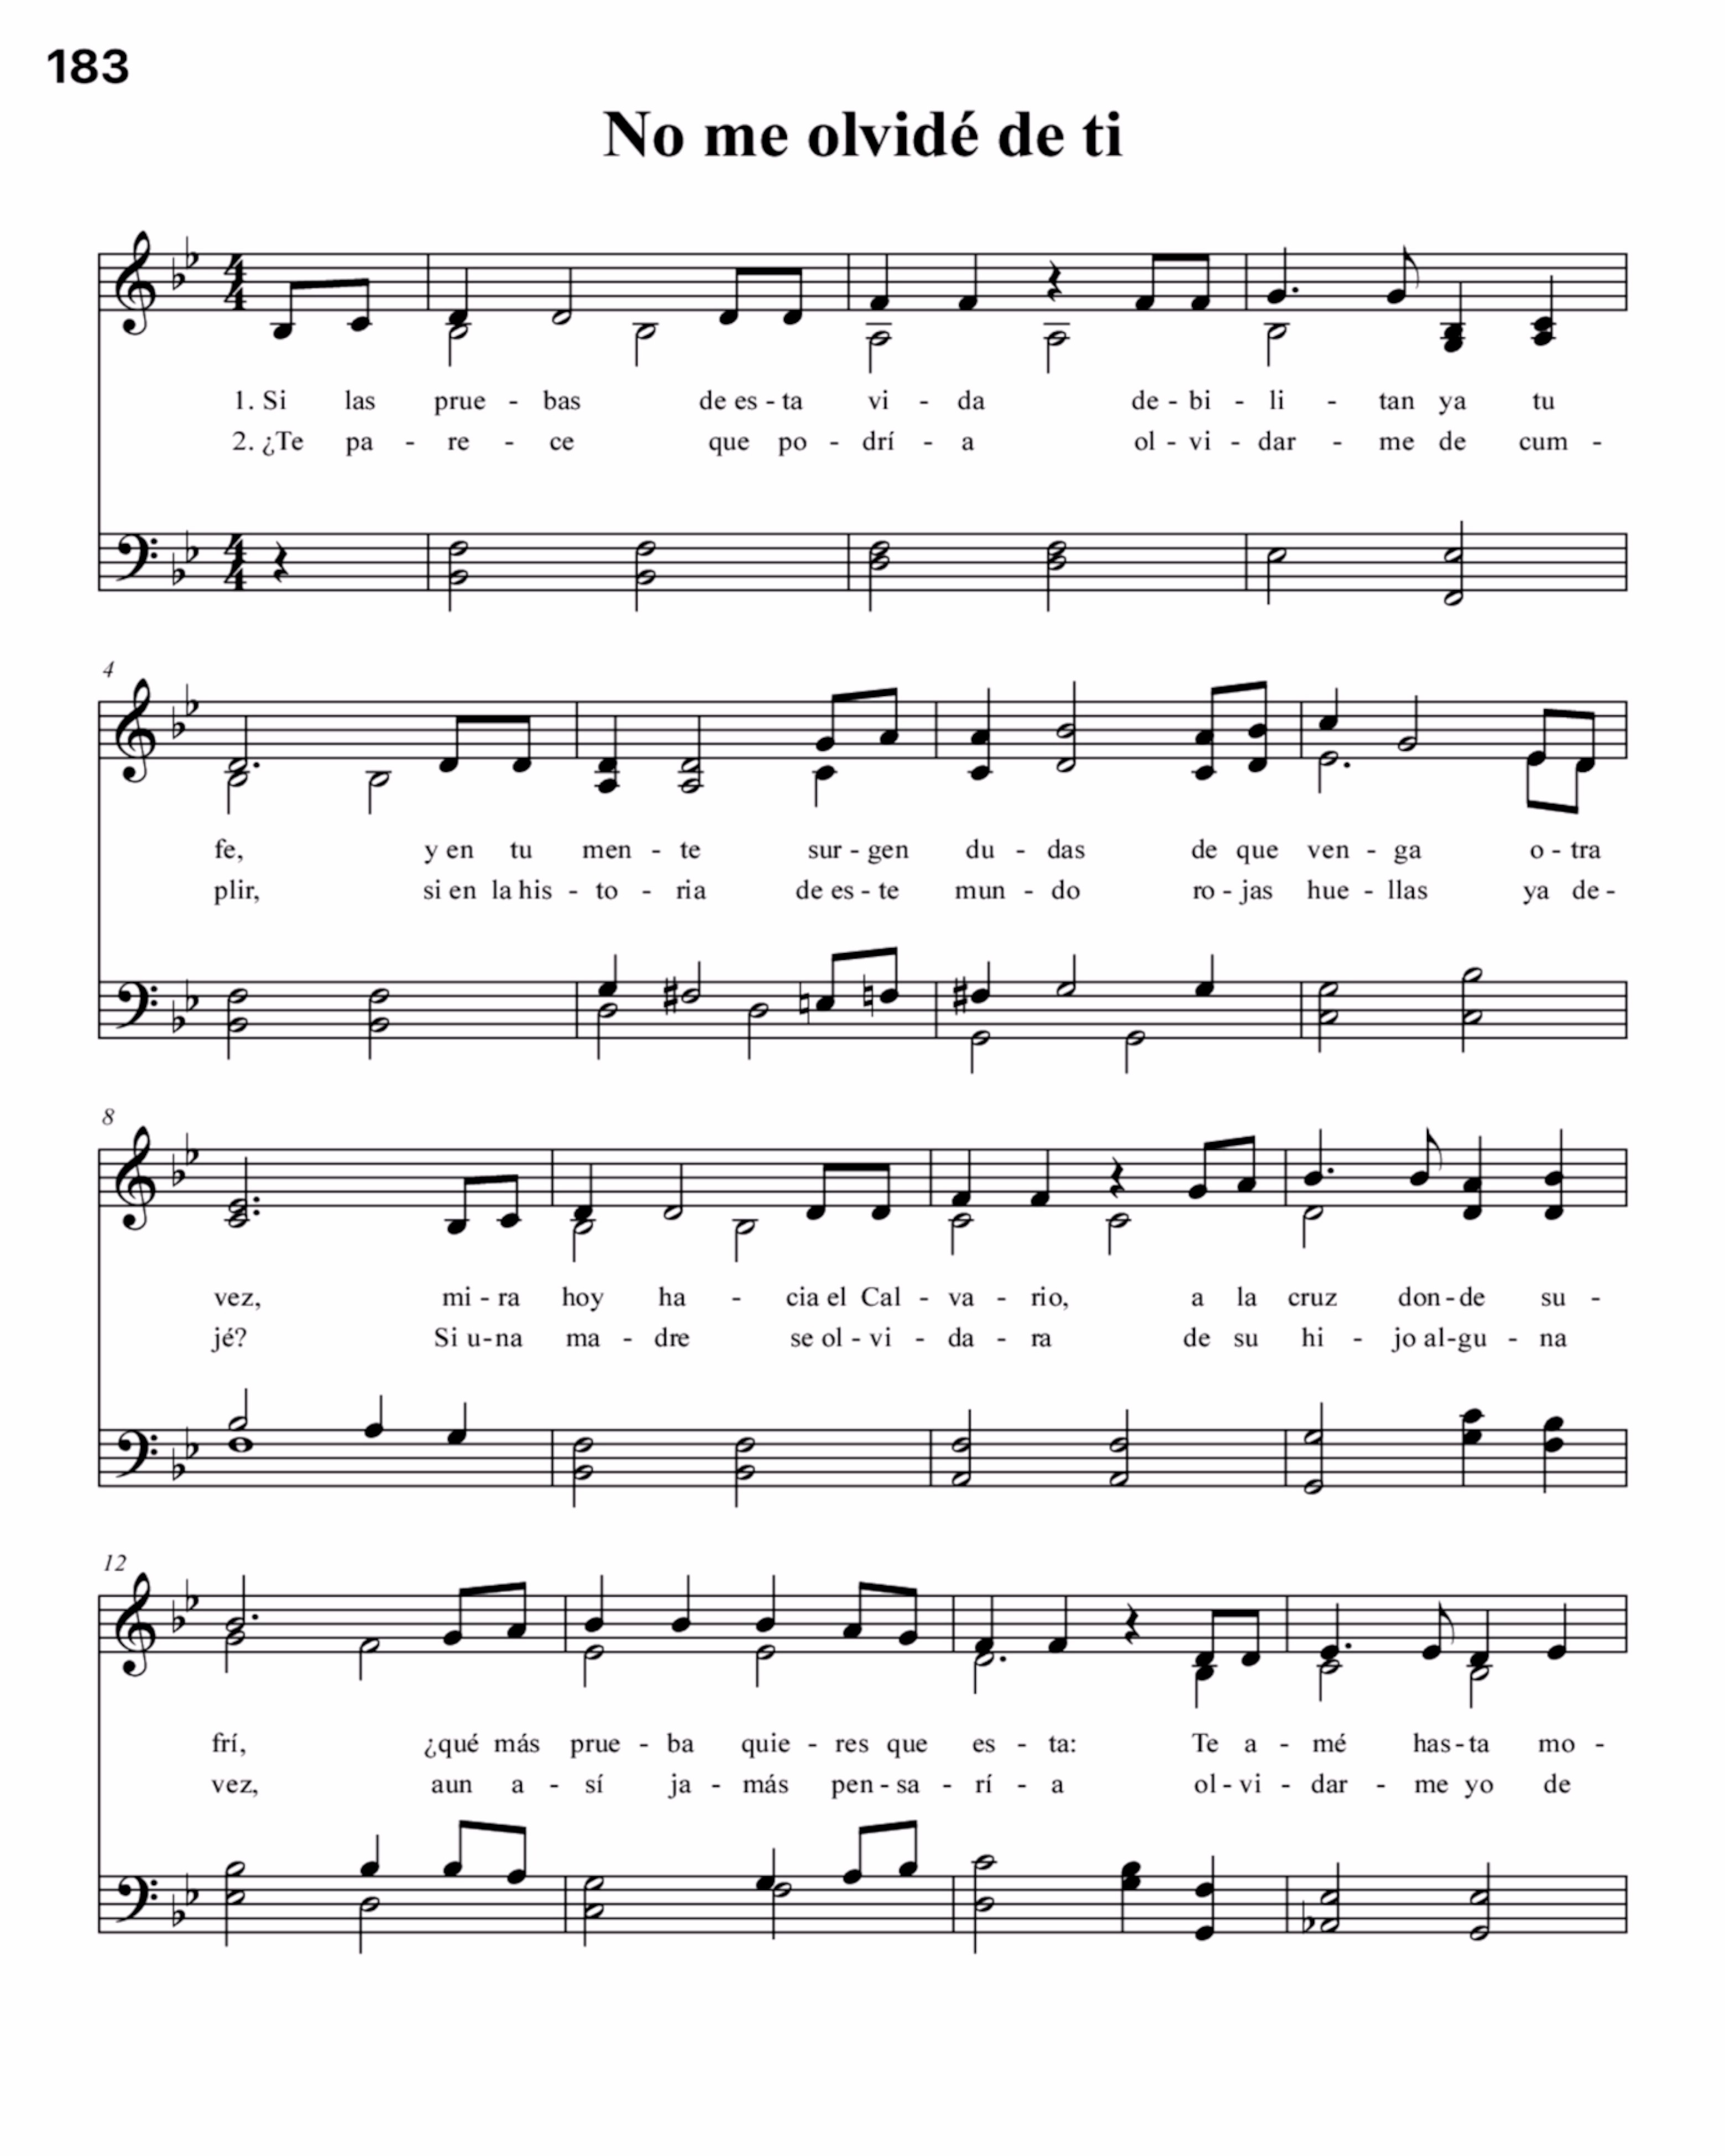 183
No me olvidé de ti
1. Si las prue - bas de es - ta vi - da de - bi - li - tan ya tu
2. ¿Te pa - re - ce que po - drí - a ol - vi - dar - me de cum -
4
fe, y en tu men - te sur - gen du - das de que ven - ga o - tra
plir, si en la his - to - ria de es - te mun - do ro - jas hue - llas ya de -
8
vez, mi - ra hoy ha - cia el Cal - va - rio, a la cruz don - de su -
jé? Si u - na ma - dre se ol - vi - da - ra de su hi - jo al - gu - na
12
frí, ¿qué más prue - ba quie - res que es - ta: Te a - mé has - ta mo -
vez, aun a - sí ja - más pen - sa - rí - a ol - vi - dar - me yo de